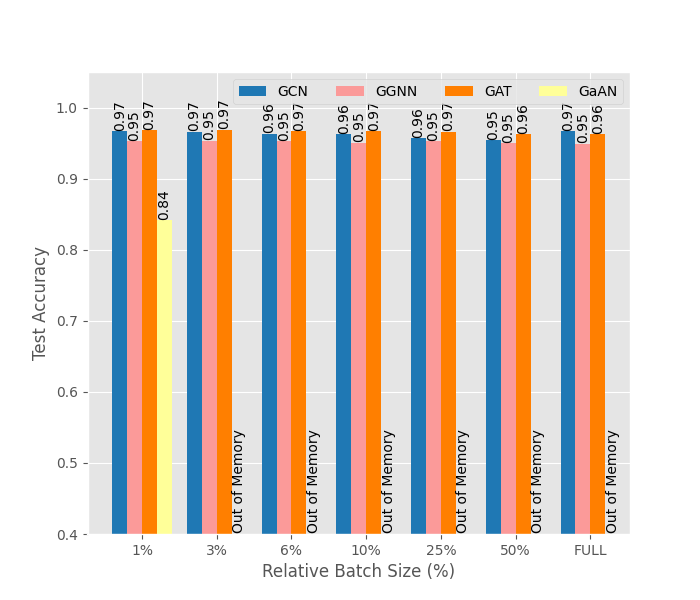 GCN GGNN GAT GaAN
Test Accuracy
1.0
0.9
0.8
0.7
0.6
0.5
0.4
0.97 0.95 0.97 0.84
0.97 0.95 0.97 Out of Memory
0.96 0.95 0.97 Out of Memory
0.96 0.95 0.97 Out of Memory
0.96 0.95 0.97 Out of Memory
0.95 0.95 0.96 Out of Memory
0.97 0.95 0.96 Out of Memory
1% 3% 6% 10% 25% 50% FULL
Relative Batch Size (%)